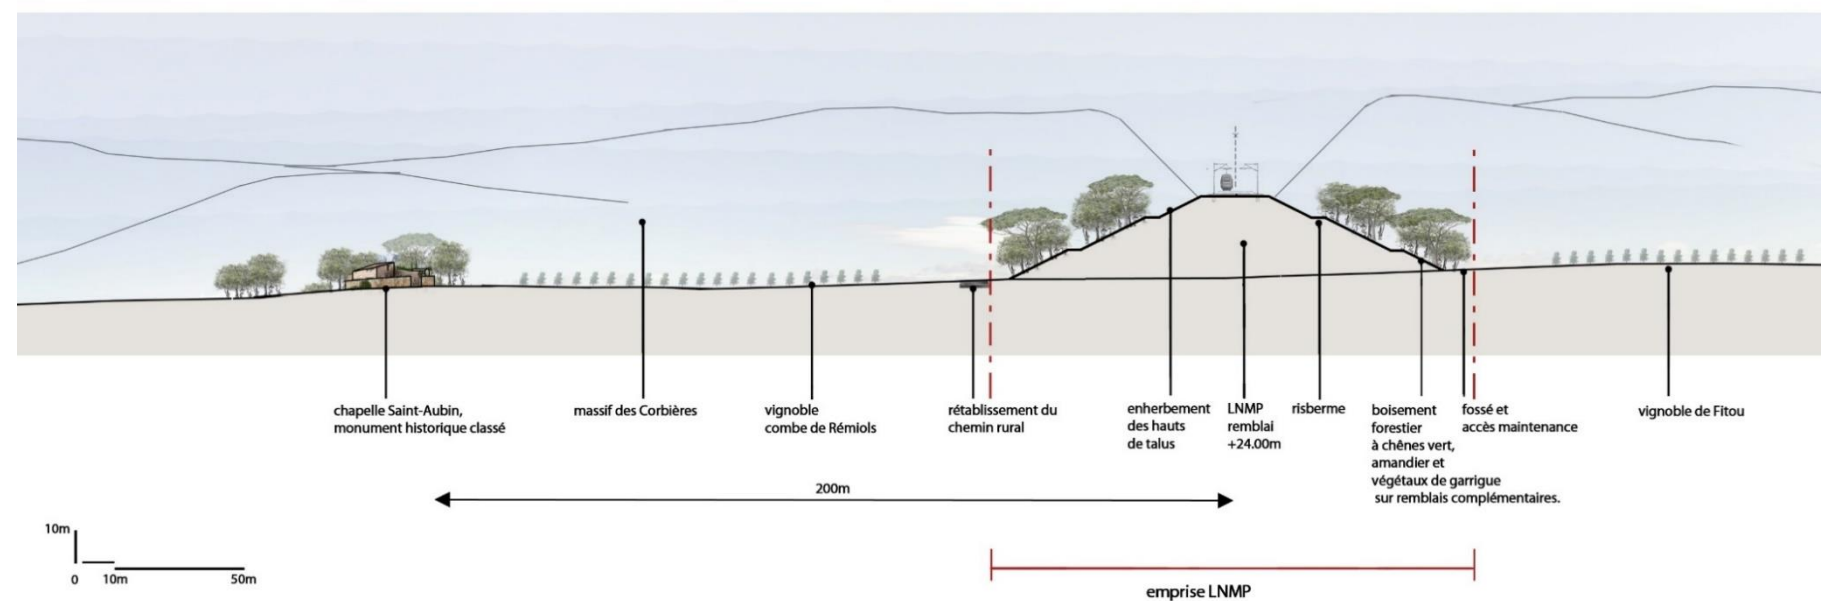 chapelle Saint-Aubin,
monument historique classé
massif des Corbières
vignoble
combe de Rémiols
rétablissement du
chemin rural
enherbement
des hauts
de talus
LNMP
remblai
+24.00m
risberme
boisement
forestier
à chênes vert,
amandier et
végétaux de garrigue
sur remblais complémentaires.
fossé et
accès maintenance
vignoble de Fitou
200m
10m
0 10m 50m
emprise LNMP